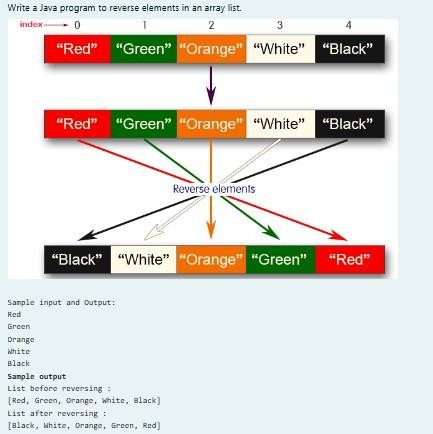 Write a Java program to reverse elements in an array list.
index 0 1 2 3 4
“Red” “Green” “Orange” “White” “Black”
“Red” “Green” “Orange” “White” “Black”
Reverse elements
“Black” “White” “Orange” “Green” “Red”
Sample input and Output:
Red
Green
Orange
White
Black
Sample output
List before reversing :
[Red, Green, Orange, White, Black]
List after reversing :
[Black, White, Orange, Green, Red]